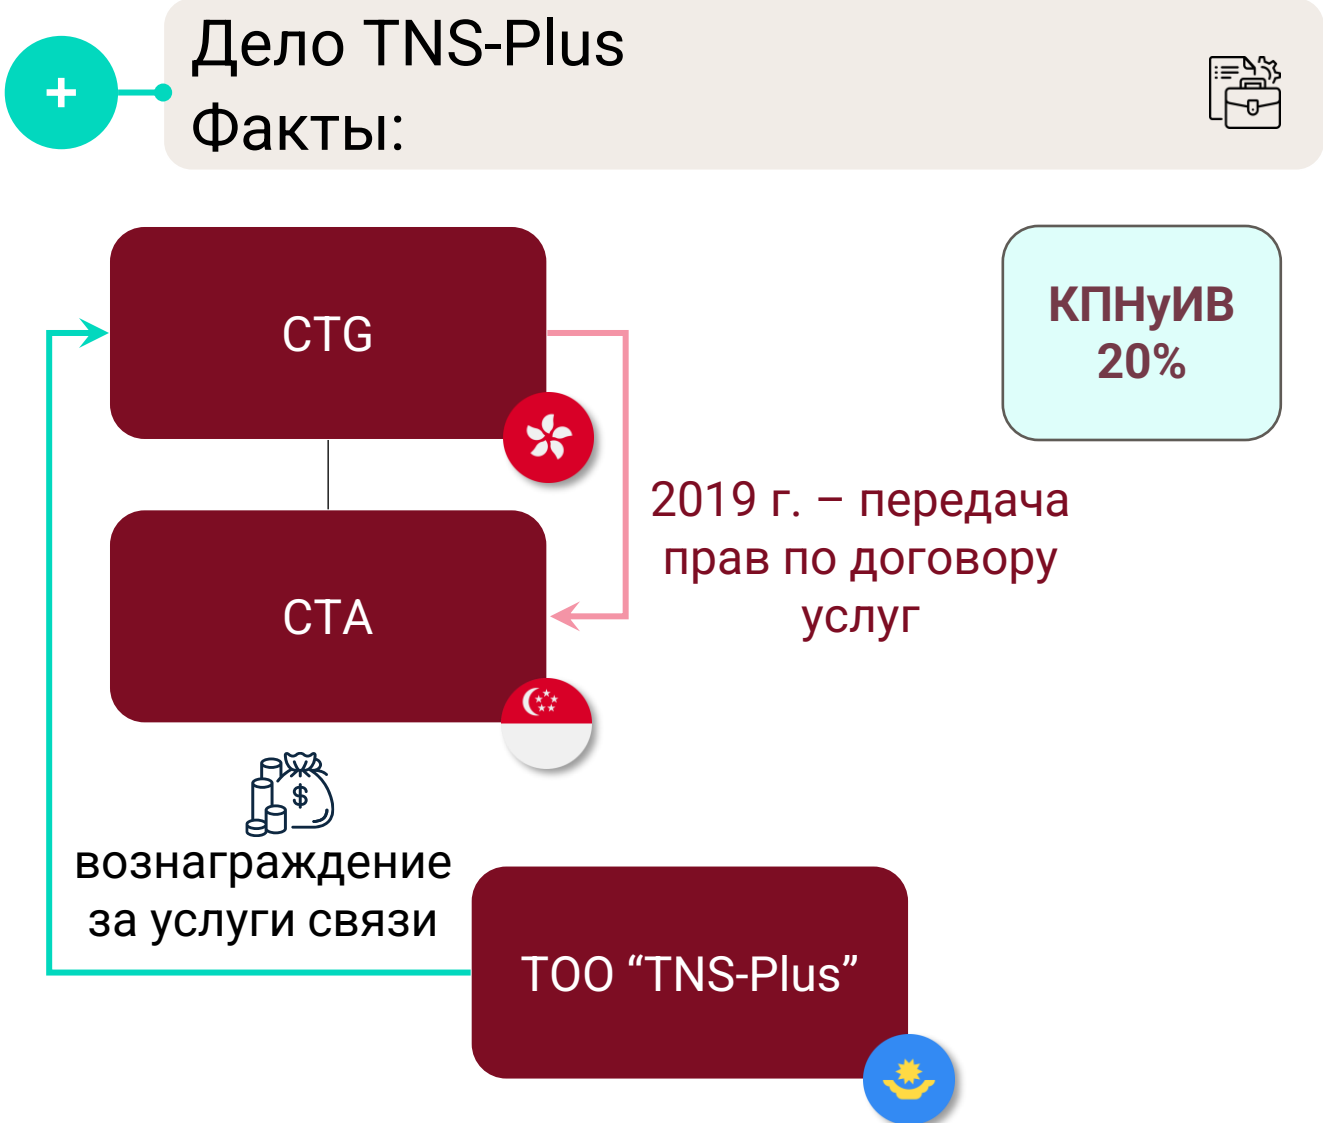 +
Дело TNS-Plus
Факты:
CTG
КПНуИВ
20%
2019 г. – передача
прав по договору
услуг
CTA
$
вознаграждение
за услуги связи
ТОО “TNS-Plus”